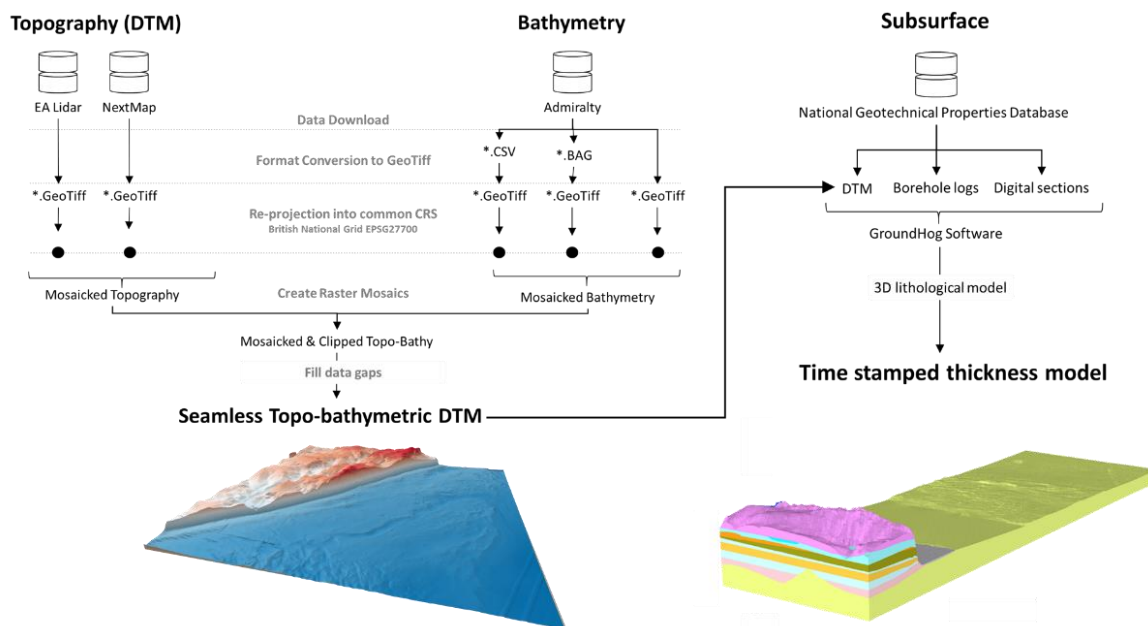 Topography (DTM)
Bathymetry
Subsurface
EA Lidar
NextMap
Admiralty
National Geotechnical Properties Database
Data Download
*.CSV
*.BAG
Format Conversion to GeoTiff
*.GeoTiff
*.GeoTiff
*.GeoTiff
*.GeoTiff
*.GeoTiff
DTM
Borehole logs
Digital sections
Re-projection into common CRS
British National Grid EPSG27700
GroundHog Software
Mosaicked Topography
Create Raster Mosaics
Mosaicked Bathymetry
3D lithological model
Mosaicked & Clipped Topo-Bathy
Fill data gaps
Time stamped thickness model
Seamless Topo-bathymetric DTM